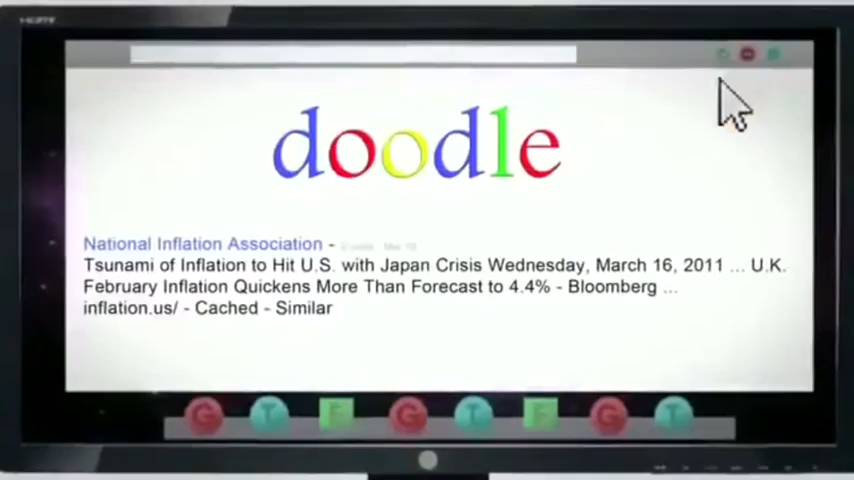 doodle
National Inflation Association -
Tsunami of Inflation to Hit U.S. with Japan Crisis Wednesday, March 16, 2011 ... U.K.
February Inflation Quickens More Than Forecast to 4.4% - Bloomberg ...
inflation.us/ - Cached - Similar
G T F G T F G T